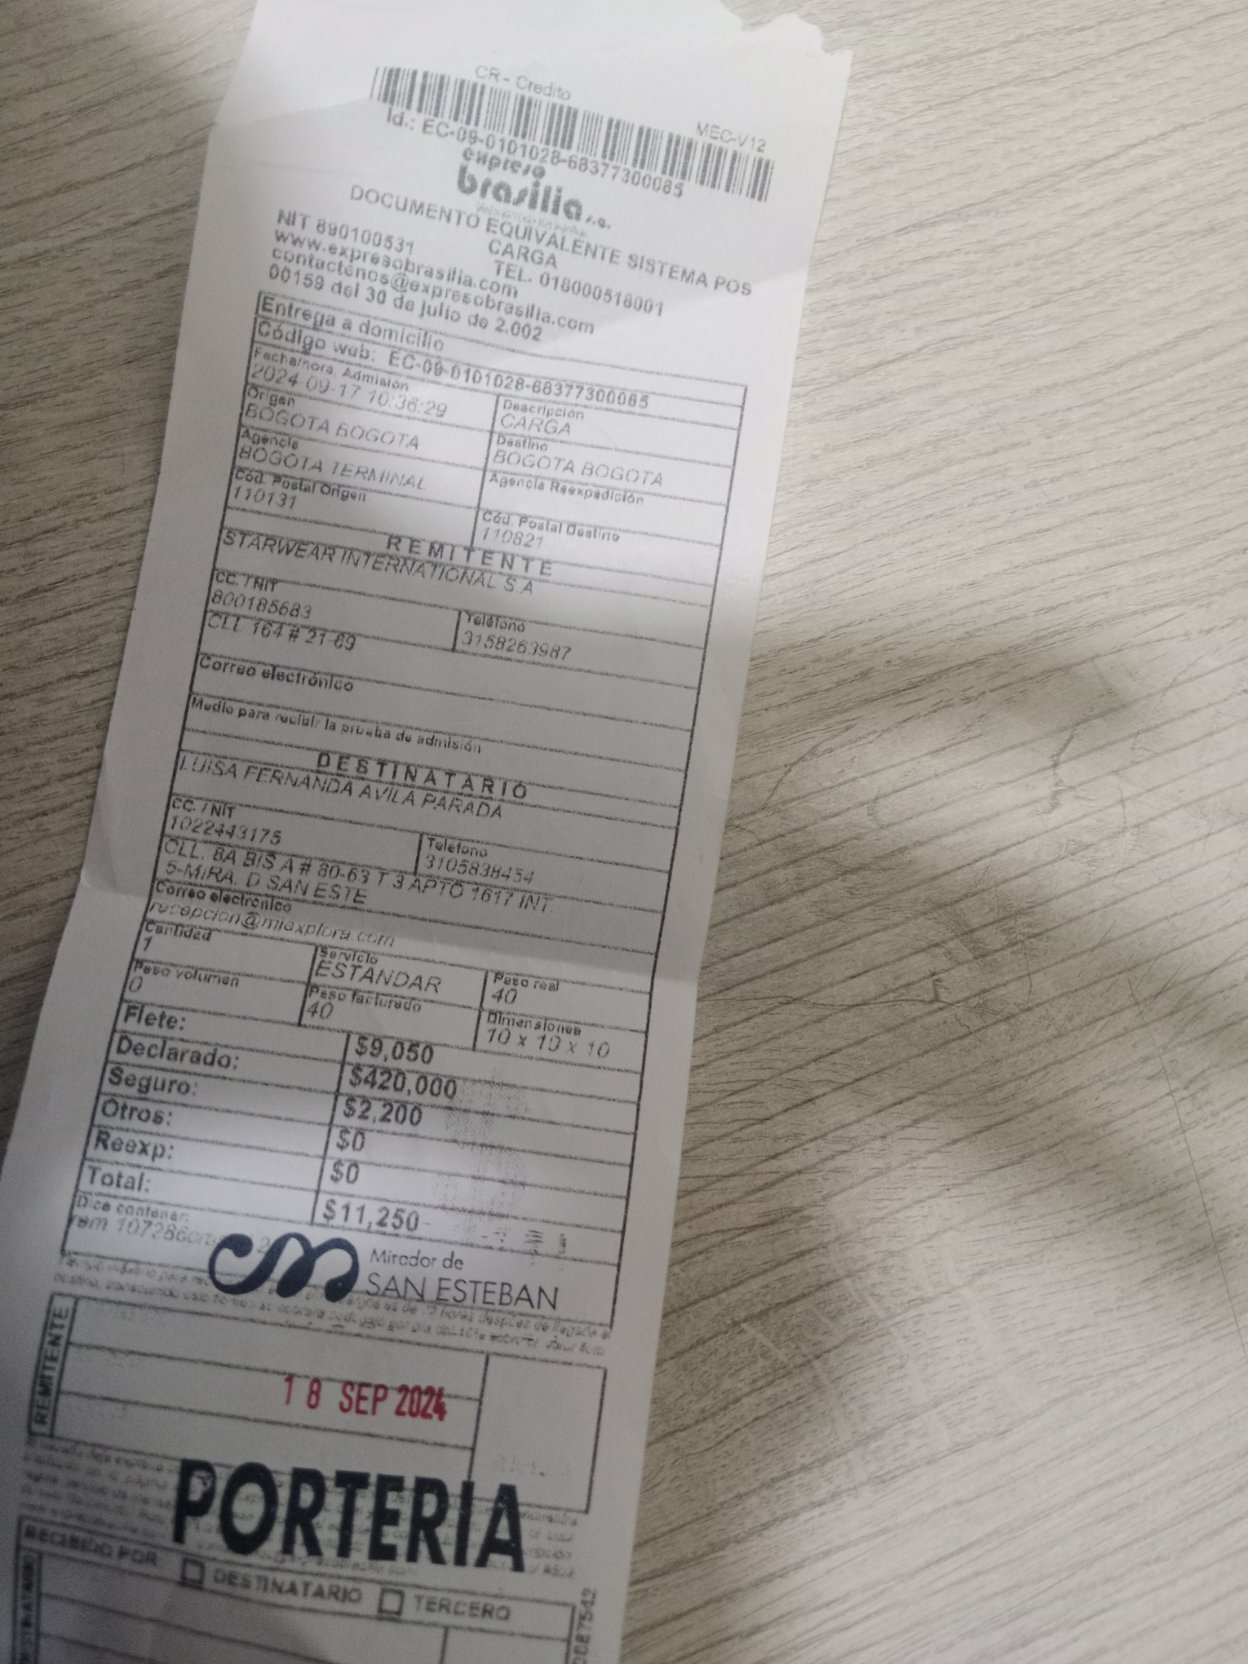 CR - Credito
MEC-V12
Id.: EC-09-0101028-68377300085
expreso
brasilia s.a.
DOCUMENTO EQUIVALENTE SISTEMA POS
CARGA
NIT 890100531 TEL. 018000518001
www.expresobrasilia.com
contactenos@expresobrasilia.com
00159 del 30 de julio de 2.002
Entrega a domicilio
Código web: EC-09-0101028-68377300085
Fecha/hora. Admisión
2024-09-17 10:36:29
Descripción
CARGA
Origen
BOGOTA BOGOTA
Destino
BOGOTA BOGOTA
Agencia
BOGOTA TERMINAL
Agencia Reexpedición
Cód. Postal Origen
110131
Cód. Postal Destino
110821
REMITENTE
STARWEAR INTERNATIONAL S.A
CC. / NIT
800185683
Teléfono
3158263987
CLL 164 # 21-69
Correo electrónico
Medio para recibir la prueba de admisión
DESTINATARIO
LUISA FERNANDA AVILA PARADA
CC. / NIT
1022443175
Teléfono
3105838454
CLL. 8A BIS A # 80-63 T 3 APTO 1617 INT.
5-MIRA. D SAN ESTE
Correo electrónico
recepcion@miaxplora.com
Cantidad
1
Servicio
ESTANDAR
Peso real
40
Peso volumen
0
Peso facturado
40
Dimensiones
10 x 10 x 10
Flete: $9,050
Declarado: $420,000
Seguro: $2,200
Otros: $0
Reexp: $0
Total: $11,250
Dice contener:
rem 107286
Mirador de
SAN ESTEBAN
REMITENTE
18 SEP 2024
PORTERIA
RECIBIDO POR: DESTINATARIO TERCERO